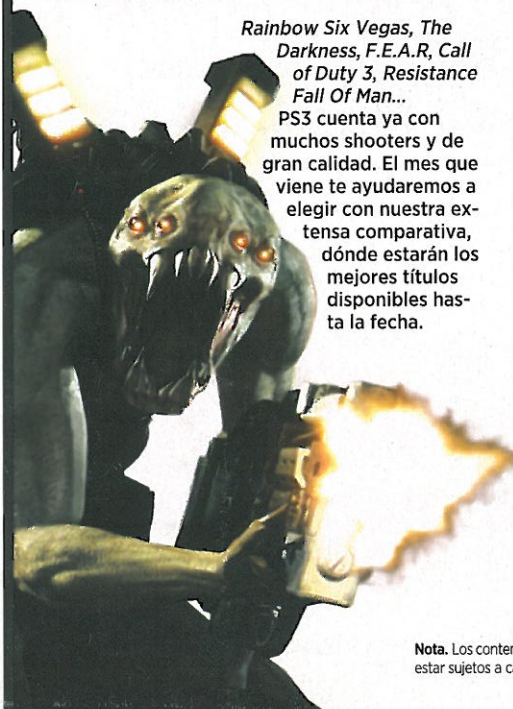 Rainbow Six Vegas, The
Darkness, F.E.A.R, Call
of Duty 3, Resistance
Fall Of Man...
PS3 cuenta ya con
muchos shooters y de
gran calidad. El mes que
viene te ayudaremos a
elegir con nuestra ex-
tensa comparativa,
dónde estarán los
mejores títulos
disponibles has-
ta la fecha.
Nota. Los conten
estar sujetos a c